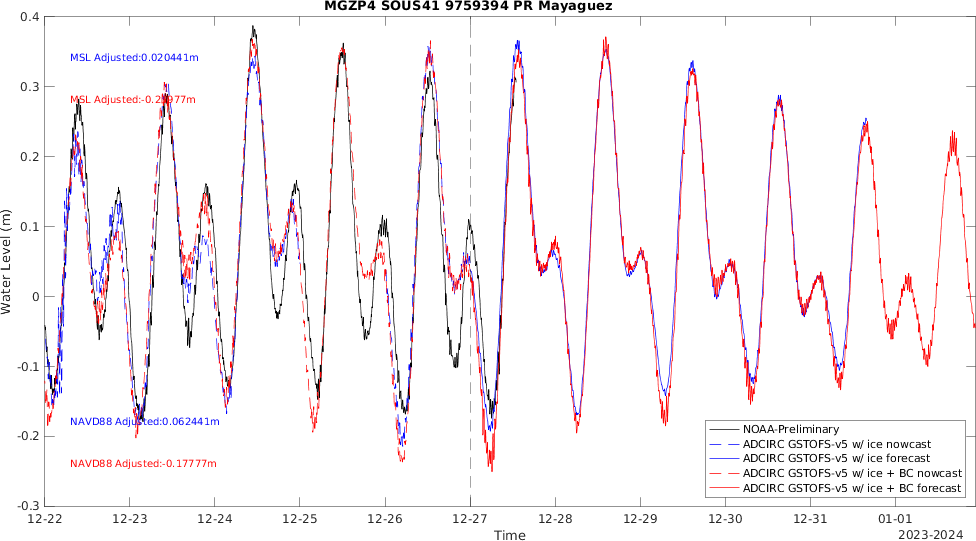 MGZP4 SOUS41 9759394 PR Mayaguez
0.4
0.3
0.2
0.1
0
-0.1
-0.2
-0.3
Water Level (m)
MSL Adjusted:0.020441m
MSL Adjusted:
NAVD88 Adjusted:0.062441m
NAVD88 Adjusted:-0.17777m
NOAA-Preliminary
ADCIRC GSTOFS-v5 w/ ice nowcast
ADCIRC GSTOFS-v5 w/ ice forecast
ADCIRC GSTOFS-v5 w/ ice + BC nowcast
ADCIRC GSTOFS-v5 w/ ice + BC forecast
12-22 12-23 12-24 12-25 12-26 12-27 12-28 12-29 12-30 12-31 01-01
Time
2023-2024